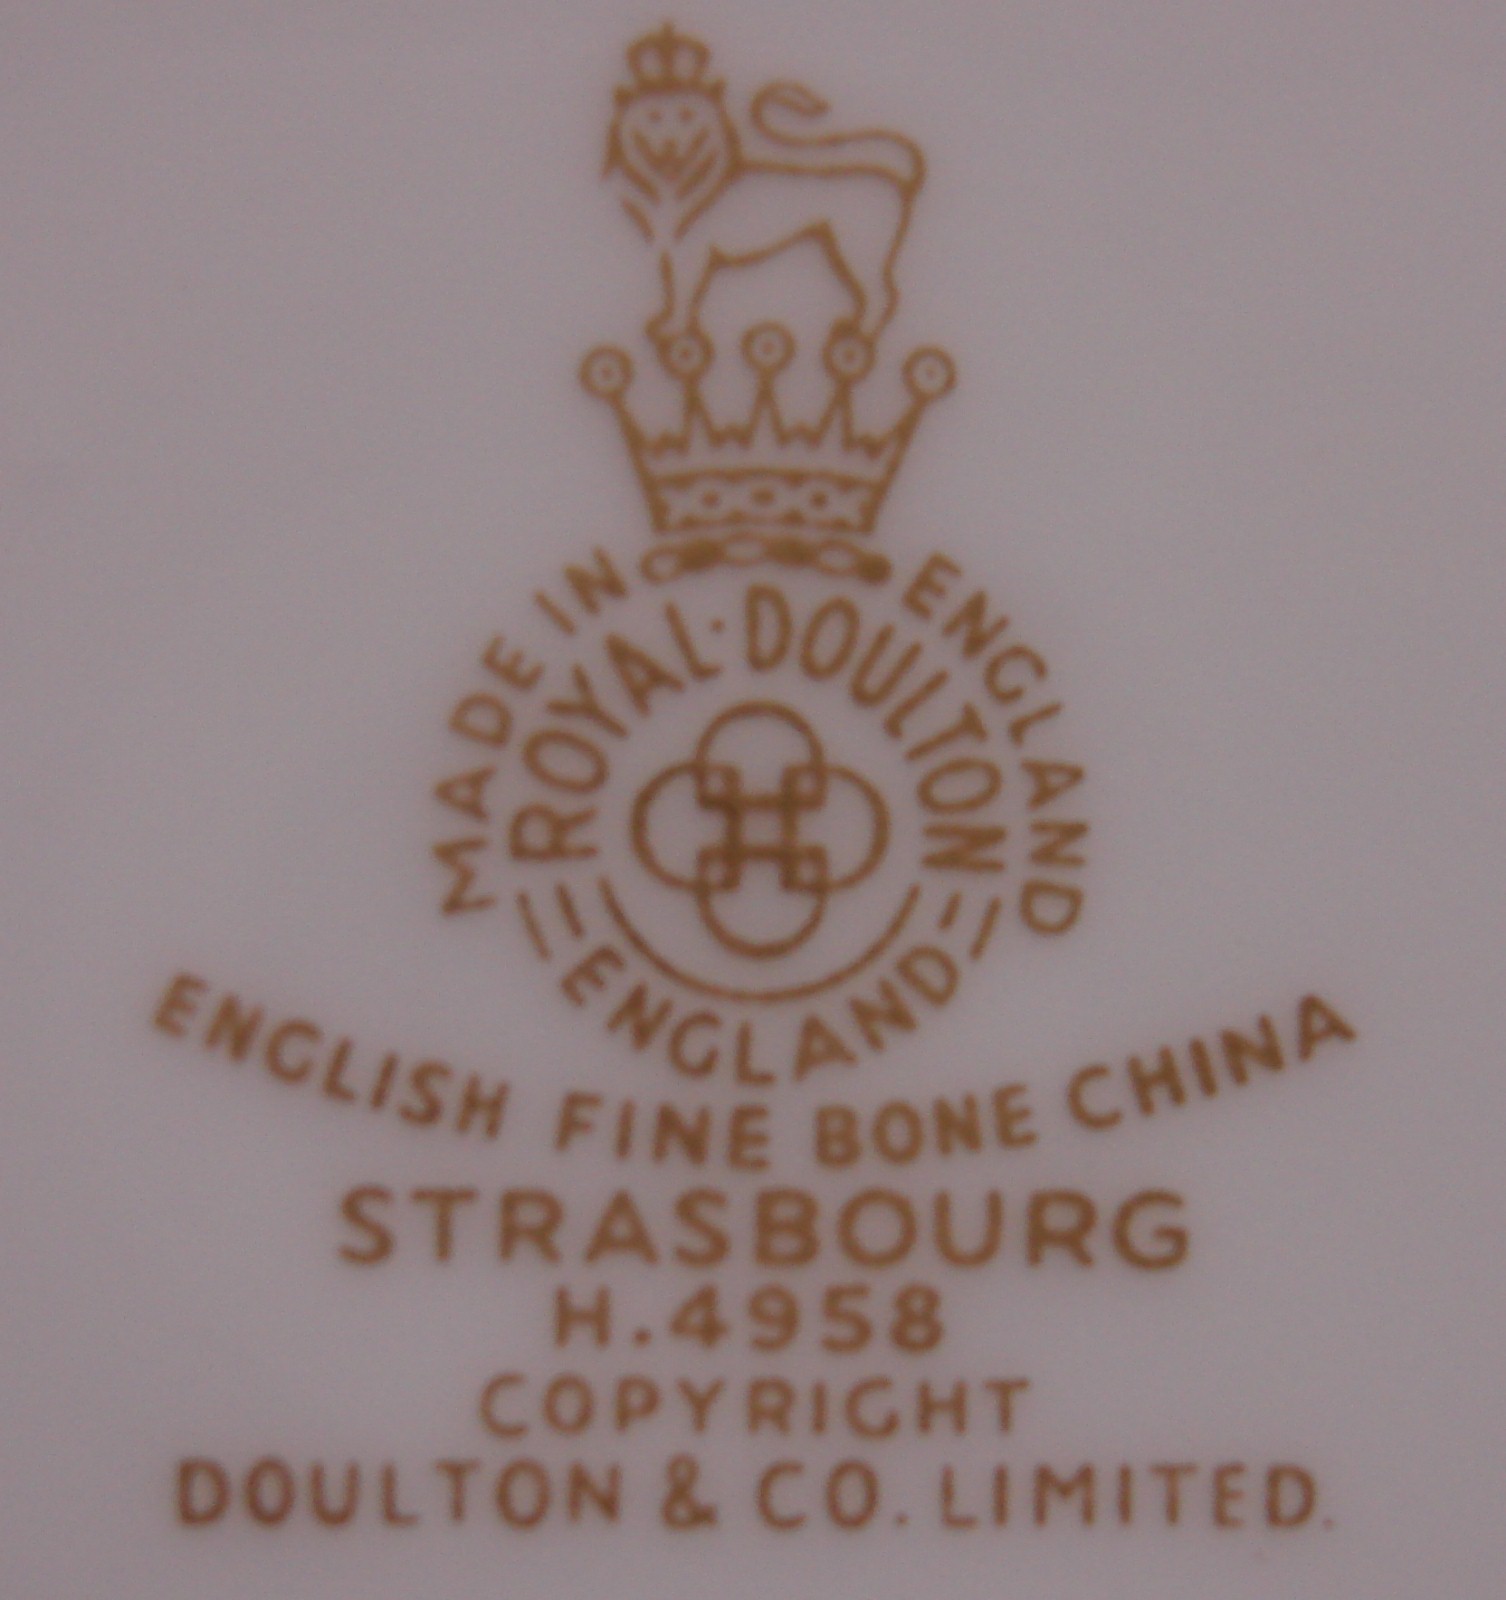 MADE IN ENGLAND
ROYAL·DOULTON
ENGLAND
ENGLISH FINE BONE CHINA
STRASBOURG
H.4958
COPYRIGHT
DOULTON & CO. LIMITED.